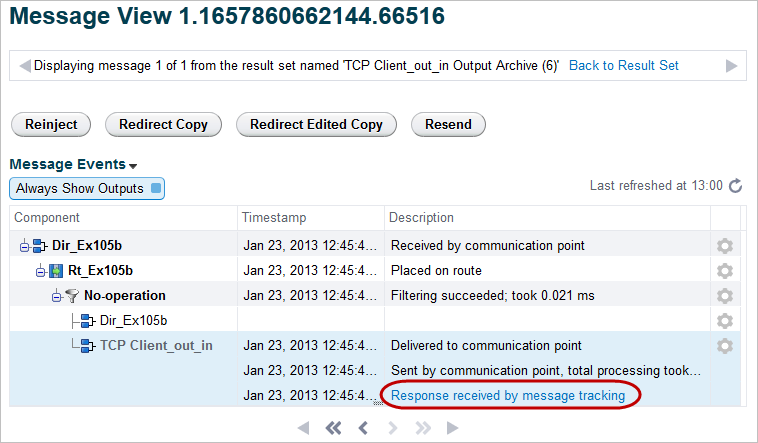 Message View 1.1657860662144.66516
Displaying message 1 of 1 from the result set named 'TCP Client_out_in Output Archive (6)' Back to Result Set
Reinject Redirect Copy Redirect Edited Copy Resend
Message Events
Always Show Outputs Last refreshed at 13:00
Component Timestamp Description
Dir_Ex105b Jan 23, 2013 12:45:4... Received by communication point
Rt_Ex105b Jan 23, 2013 12:45:4... Placed on route
No-operation Jan 23, 2013 12:45:4... Filtering succeeded; took 0.021 ms
Dir_Ex105b
TCP Client_out_in Jan 23, 2013 12:45:4... Delivered to communication point
Jan 23, 2013 12:45:4... Sent by communication point, total processing took...
Jan 23, 2013 12:45:4... Response received by message tracking